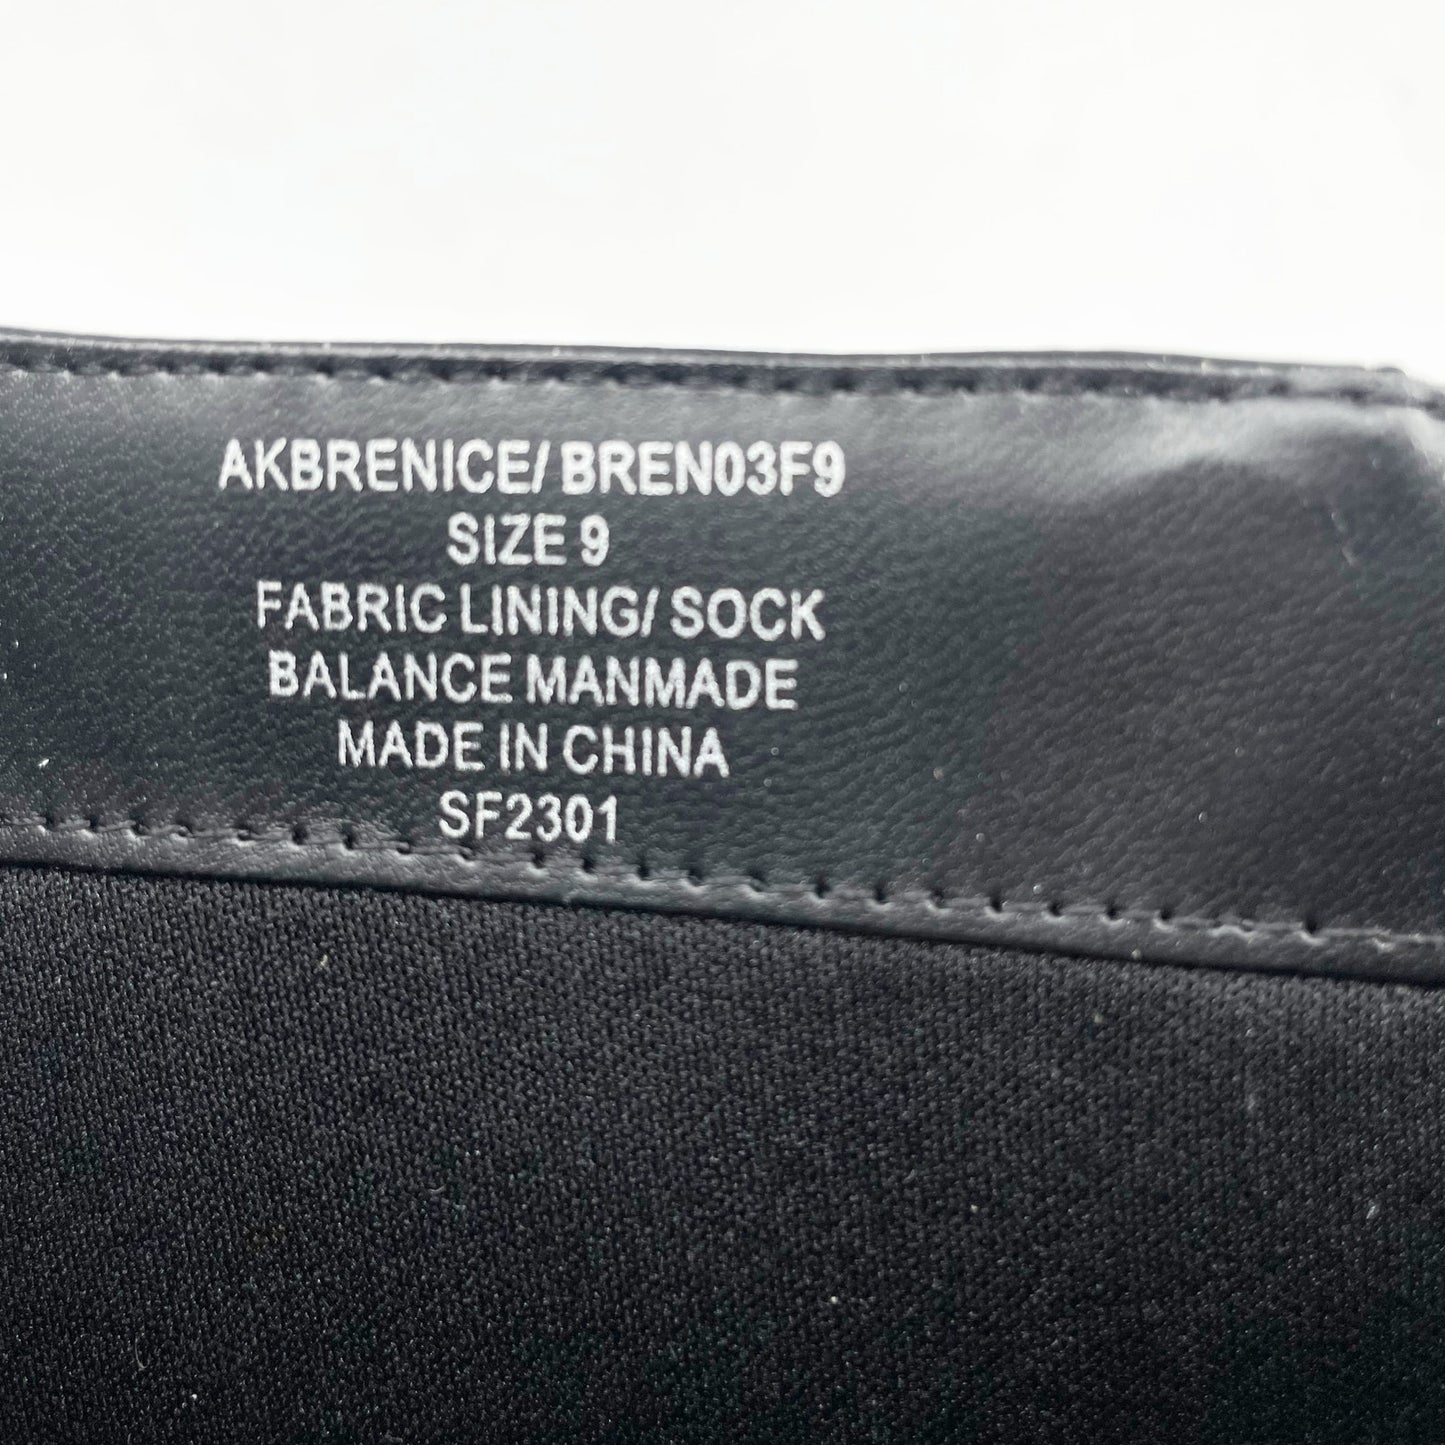 AKBRENICE/ BREN03F9
SIZE 9
FABRIC LINING/ SOCK
BALANCE MANMADE
MADE IN CHINA
SF2301